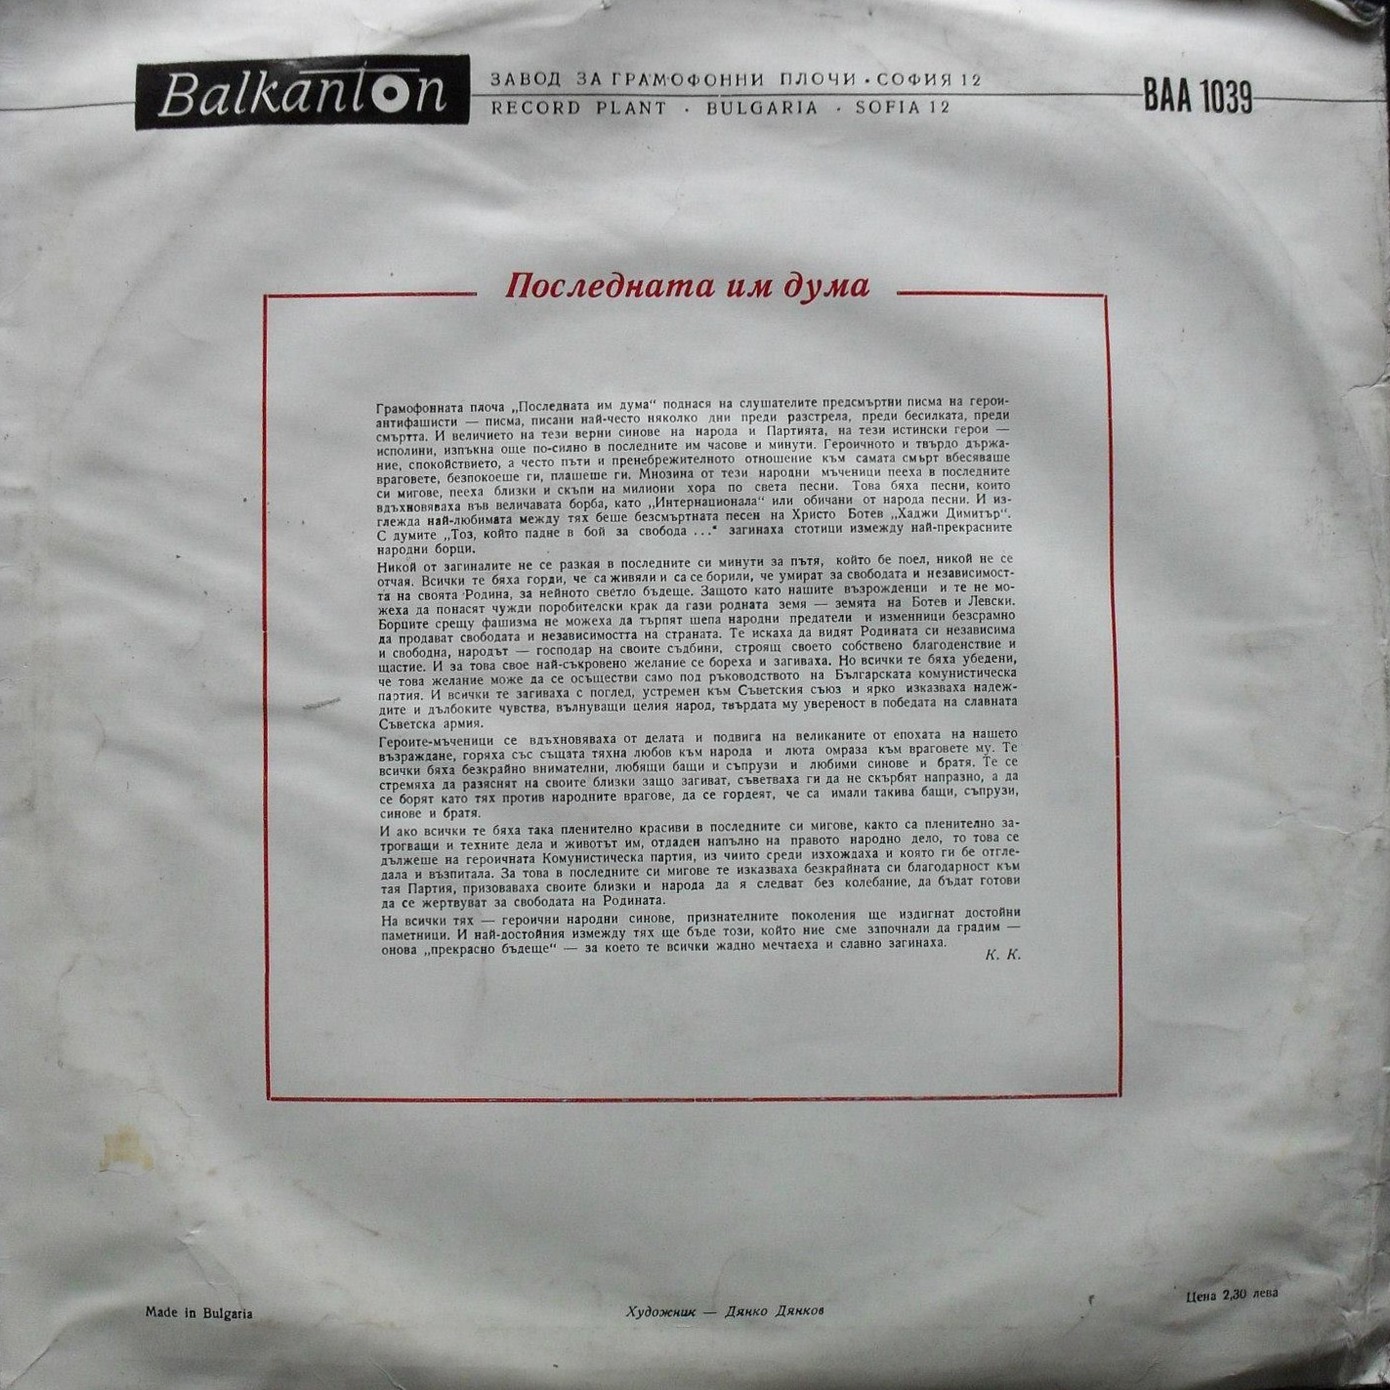 Balkanton
ЗАВОД ЗА ГРАМОФОННИ ПЛОЧИ · СОФИЯ 12
RECORD PLANT · BULGARIA · SOFIA 12
ВАА 1039
Последната им дума
Грамофонната плоча „Последната им дума“ поднася на слушателите предсмъртни писма на герои-
антифашисти — писма, писани най-често няколко дни преди разстрела, преди бесилката, преди
смъртта. И величието на тези верни синове на народа и Партията, на тези истински герои —
исполини, изпъкна още по-силно в последните им часове и минути. Героичното и твърдо държа-
ние, спокойствието, а често пъти и пренебрежителното отношение към самата смърт вбесяваше
враговете, безпокоеше ги, плашеше ги. Мнозина от тези народни мъченици пееха в последните
си мигове, пееха близки и скъпи на милиони хора по света песни. Това бяха песни, които
вдъхновяваха във величавата борба, като „Интернационала“ или обичани от народа песни. И из-
глежда най-любимата между тях беше безсмъртната песен на Христо Ботев „Хаджи Димитър“.
С думите „Тоз, който падне в бой за свобода ...“ загинаха стотици измежду най-прекрасните
народни борци.
Никой от загиналите не се разкая в последните си минути за пътя, който бе поел, никой не се
отчая. Всички те бяха горди, че са живяли и са се борили, че умират за свободата и независимост-
та на своята Родина, за нейното светло бъдеще. Защото като нашите възрожденци и те не мо-
жеха да понасят чужди поробителски крак да гази родната земя — земята на Ботев и Левски.
Борците срещу фашизма не можеха да търпят шепа народни предатели и изменници безсрамно
да продават свободата и независимостта на страната. Те искаха да видят Родината си независима
и свободна, народът — господар на своите съдбини, строящ своето собствено благоденствие и
щастие. И за това свое най-съкровено желание се бореха и загиваха. Но всички те бяха убедени,
че това желание може да се осъществи само под ръководството на Българската комунистическа
партия. И всички те загиваха с поглед, устремен към Съветския съюз и ярко изказваха надеж-
дите и дълбоките чувства, вълнуващи целия народ, твърдата му увереност в победата на славната
Съветска армия.
Героите-мъченици се вдъхновяваха от делата и подвига на великаните от епохата на нашето
възраждане, горяха със същата тяхна любов към народа и люта омраза към враговете му. Те
всички бяха безкрайно внимателни, любящи бащи и съпрузи и любими синове и братя. Те се
стремяха да разяснят на своите близки защо загиват, съветваха ги да не скърбят напразно, а да
се борят като тях против народните врагове, да се гордеят, че са имали такива бащи, съпрузи,
синове и братя.
И ако всички те бяха така пленително красиви в последните си мигове, както са пленително за-
трогващи и техните дела и животът им, отдаден напълно на правото народно дело, то това се
дължеше на героичната Комунистическа партия, из чиито среди изхождаха и която ги бе отгле-
дала и възпитала. За това в последните си мигове те изказваха безкрайната си благодарност към
тая Партия, призоваваха своите близки и народа да я следват без колебание, да бъдат готови
да се жертвуват за свободата на Родината.
На всички тях — героични народни синове, признателните поколения ще издигнат достойни
паметници. И най-достойния измежду тях ще бъде този, който ние сме започнали да градим —
онова „прекрасно бъдеще“ — за което те всички жадно мечтаеха и славно загинаха.
К. К.
Made in Bulgaria
Художник — Дянко Дянков
Цена 2,30 лева